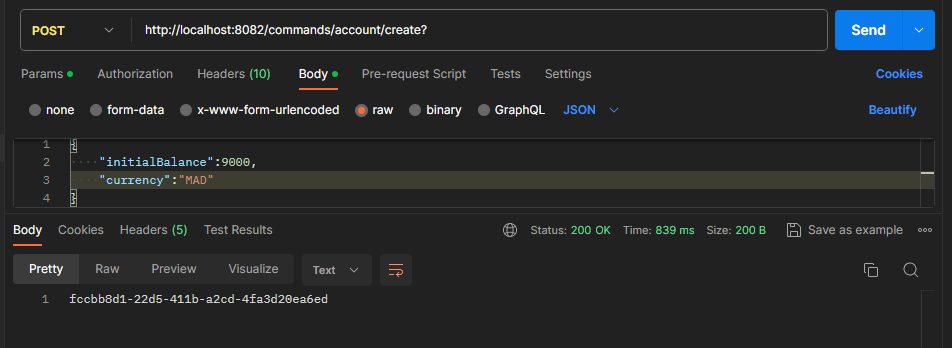 POST http://localhost:8082/commands/account/create? Send
Params Authorization Headers (10) Body Pre-request Script Tests Settings Cookies
none form-data x-www-form-urlencoded raw binary GraphQL JSON Beautify
1 {
2 "initialBalance":9000,
3 "currency":"MAD"
4 }
Body Cookies Headers (5) Test Results Status: 200 OK Time: 839 ms Size: 200 B Save as example
Pretty Raw Preview Visualize Text
1 fccbb8d1-22d5-411b-a2cd-4fa3d20ea6ed